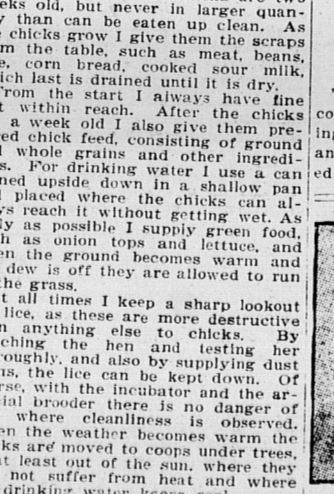 eks old, but never in larger quan-
y than can be eaten up clean. As
chicks grow I give them the scraps
m the table, such as meat, beans,
e, corn bread, cooked sour milk,
ich last is drained until it is dry.
From the start I always have fine
t within reach. After the chicks
a week old I also give them pre-
ed chick feed, consisting of ground
whole grains and other ingredi-
s. For drinking water I use a can
ned upside down in a shallow pan
placed where the chicks can al-
ys reach it without getting wet. As
ly as possible I supply green food,
h as onion tops and lettuce, and
en the ground becomes warm and
dew is off they are allowed to run
the grass.
t all times I keep a sharp lookout
lice, as these are more destructive
n anything else to chicks. By
ching the hen and testing her
roughly, and also by supplying dust
hs, the lice can be kept down. Of
rse, with the incubator and the ar-
ial brooder there is no danger of
where cleanliness is observed.
en the weather becomes warm the
ks are moved to coops under trees,
at least out of the sun, where they
not suffer from heat and where
drinking water keeps
co
ing
an
ed